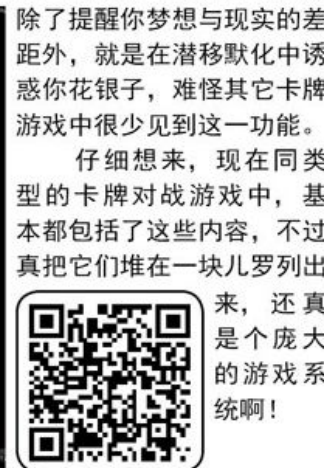 除了提醒你梦想与现实的差
距外，就是在潜移默化中诱
惑你花银子，难怪其它卡牌
游戏中很少见到这一功能。
仔细想来，现在同类
型的卡牌对战游戏中，基
本都包括了这些内容，不过
真把它们堆在一块儿罗列出
来，还真
是个庞大
的游戏系
统啊！